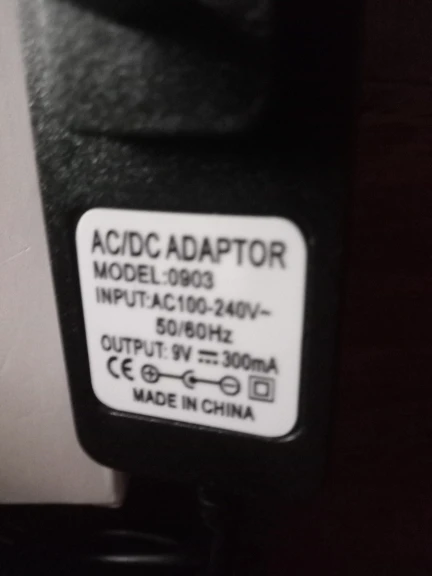 AC/DC ADAPTOR
MODEL:0903
INPUT:AC100-240V~
50/60Hz
OUTPUT: 9V ⎓ 300mA
CE
MADE IN CHINA